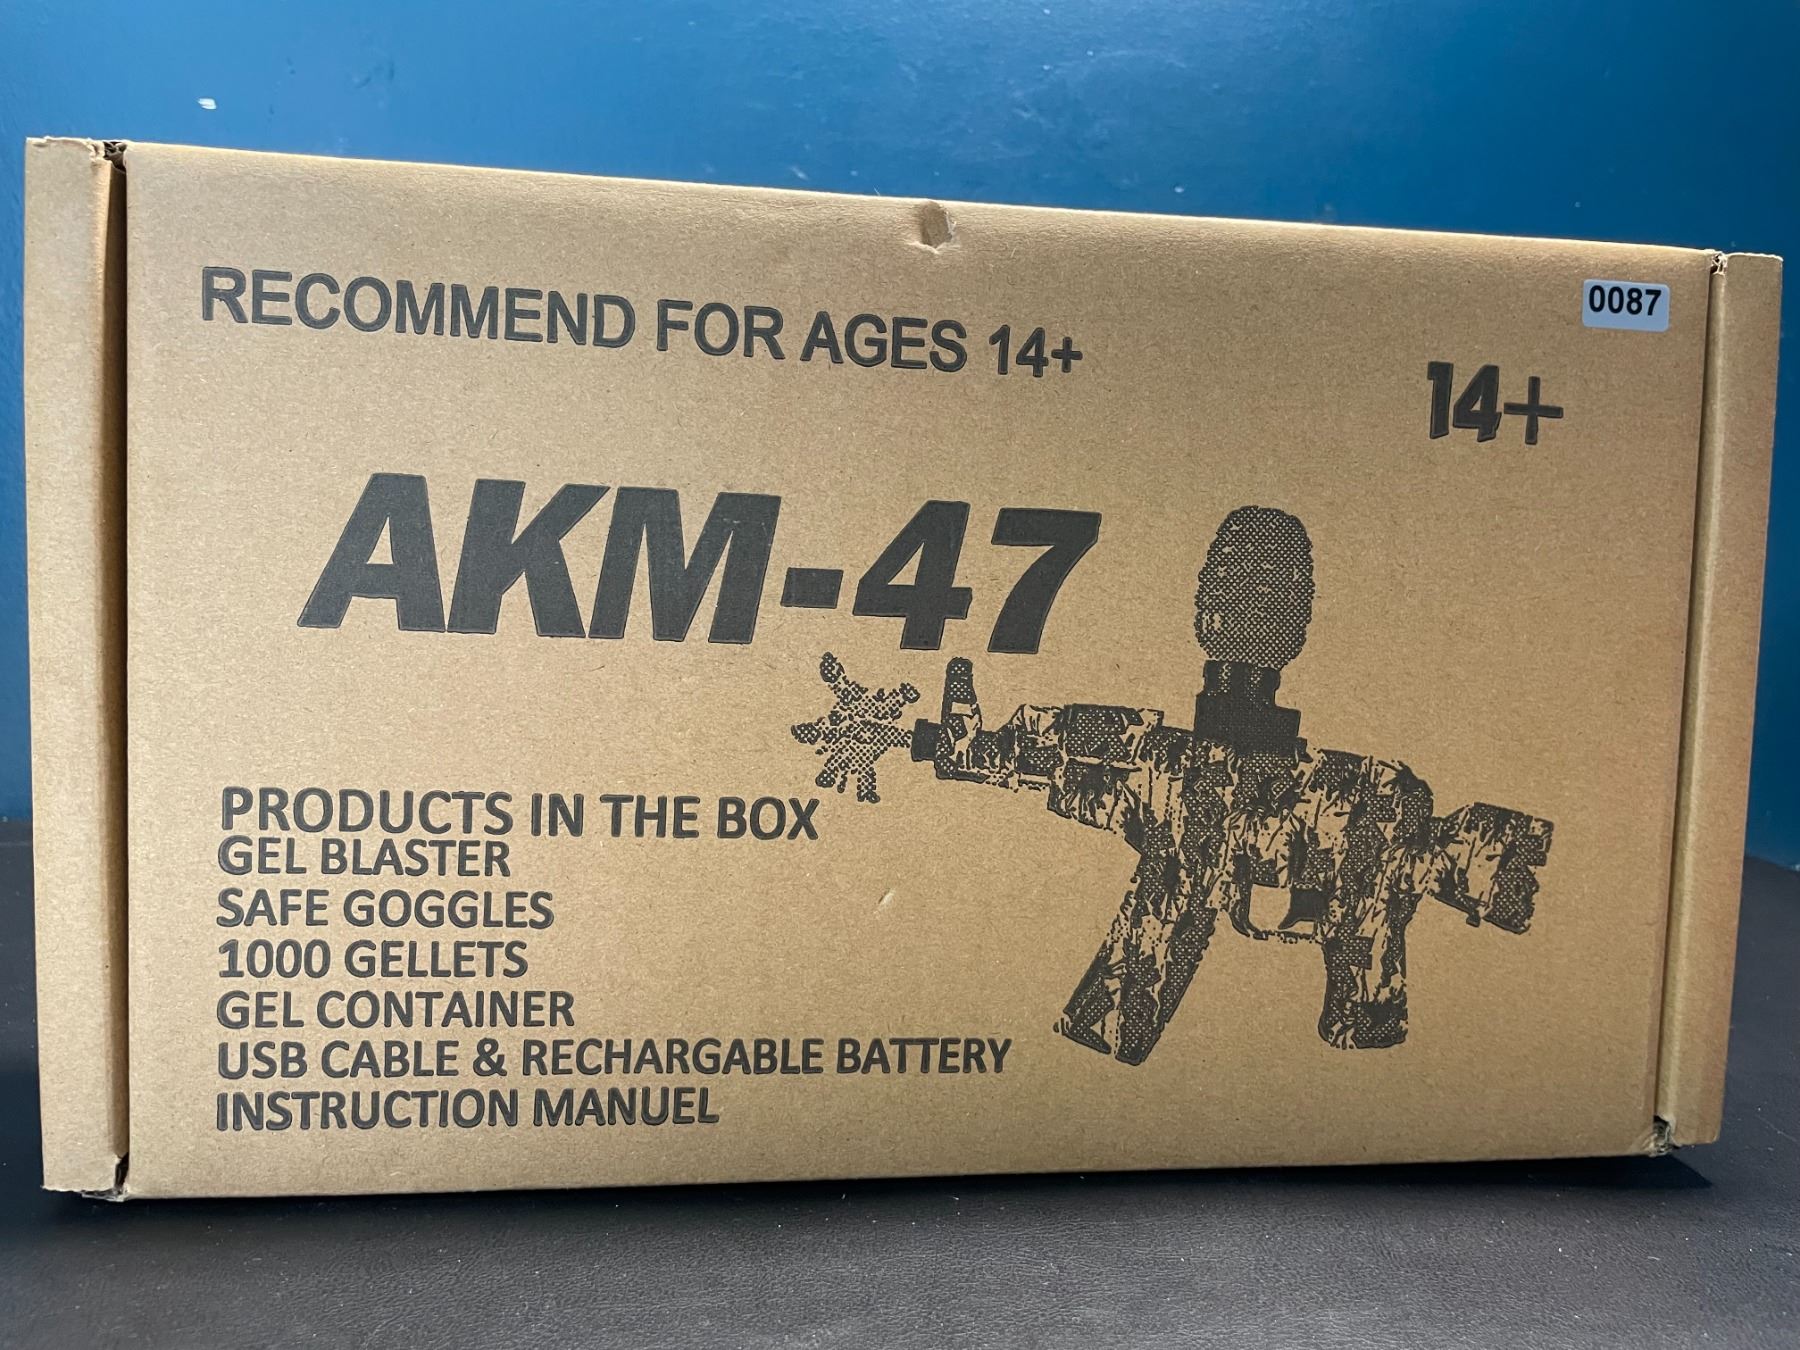 RECOMMEND FOR AGES 14+
0087
14+
AKM-47
PRODUCTS IN THE BOX
GEL BLASTER
SAFE GOGGLES
1000 GELLETS
GEL CONTAINER
USB CABLE & RECHARGABLE BATTERY
INSTRUCTION MANUEL